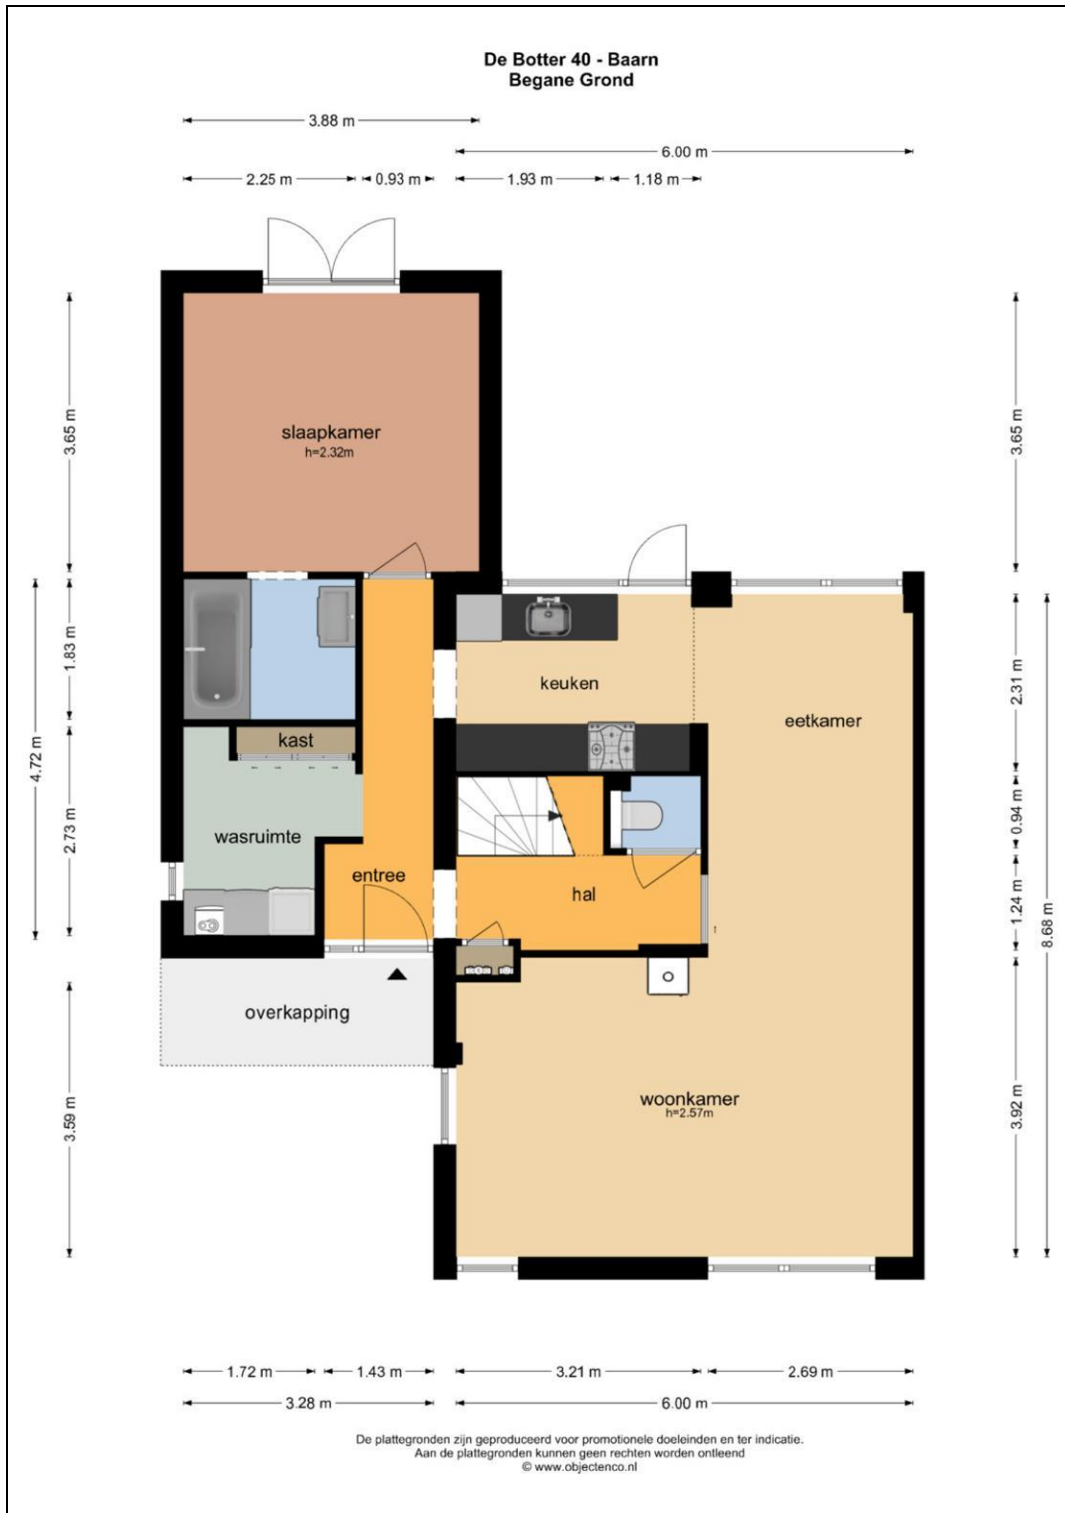 De Botter 40 - Baarn
Begane Grond
3.88 m
6.00 m
2.25 m
0.93 m
1.93 m
1.18 m
3.65 m
3.65 m
slaapkamer
h=2.32m
4.72 m
1.83 m
2.73 m
keuken
eetkamer
2.31 m
kast
wasruimte
entree
hal
0.94 m
1.24 m
8.68 m
overkapping
3.59 m
woonkamer
h=2.57m
3.92 m
1.72 m
1.43 m
3.21 m
2.69 m
3.28 m
6.00 m
De plattegronden zijn geproduceerd voor promotionele doeleinden en ter indicatie.
Aan de plattegronden kunnen geen rechten worden ontleend
© www.objectenco.nl